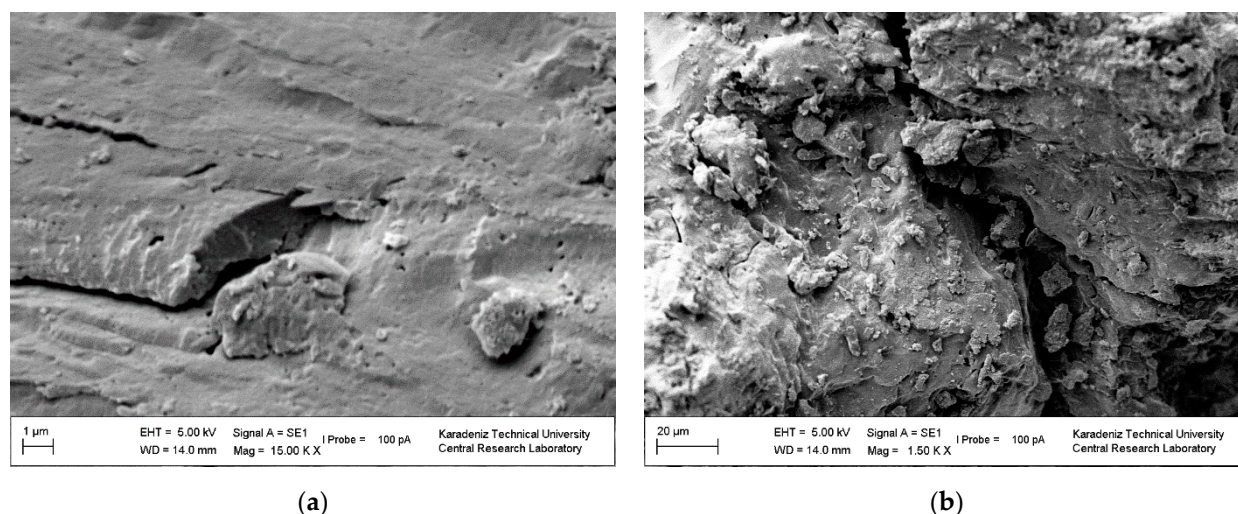 1 µm
EHT = 5.00 kV Signal A = SE1 I Probe = 100 pA Karadeniz Technical University
WD = 14.0 mm Mag = 15.00 K X Central Research Laboratory
(a)
20 µm
EHT = 5.00 kV Signal A = SE1 I Probe = 100 pA Karadeniz Technical University
WD = 14.0 mm Mag = 1.50 K X Central Research Laboratory
(b)